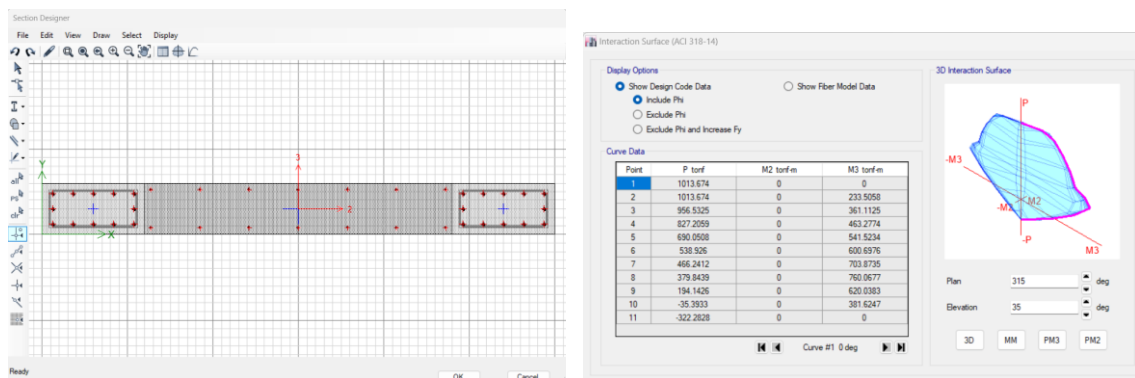 Section Designer
File Edit View Draw Select Display
3
2
Y
X
Ready
OK Cancel
Interaction Surface (ACI 318-14)
Display Options
Show Design Code Data
Show Fiber Model Data
Include Phi
Exclude Phi
Exclude Phi and Increase Fy
Curve Data
Point P tonf M2 tonf-m M3 tonf-m
1 1013.674 0 0
2 1013.674 0 233.5058
3 956.5325 0 361.1125
4 827.2059 0 463.2774
5 690.0508 0 541.5234
6 538.926 0 600.6976
7 466.2412 0 703.8735
8 379.8439 0 760.0677
9 194.1426 0 620.0383
10 -35.3933 0 381.6247
11 -322.2828 0 0
Curve #1 0 deg
3D Interaction Surface
P
-M3
M2
-P
M3
Plan 315 deg
Elevation 35 deg
3D MM PM3 PM2